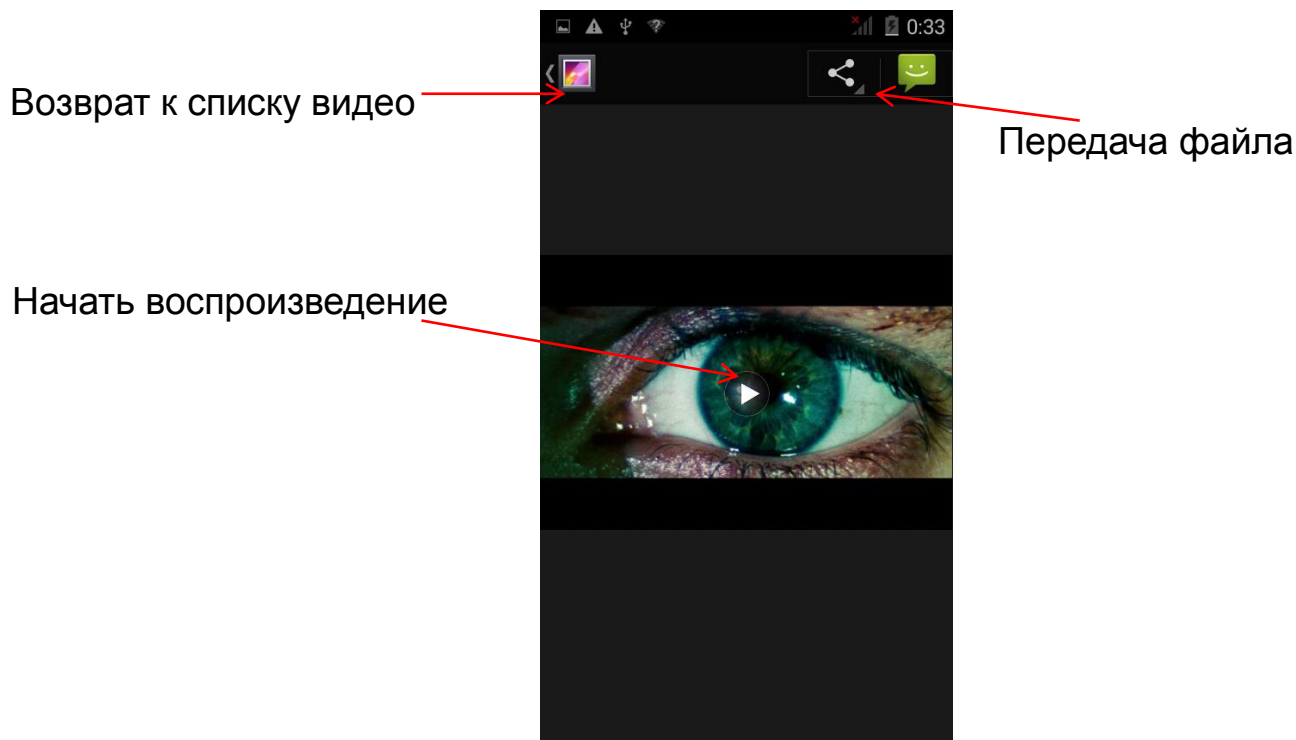 0:33
Возврат к списку видео
Передача файла
Начать воспроизведение